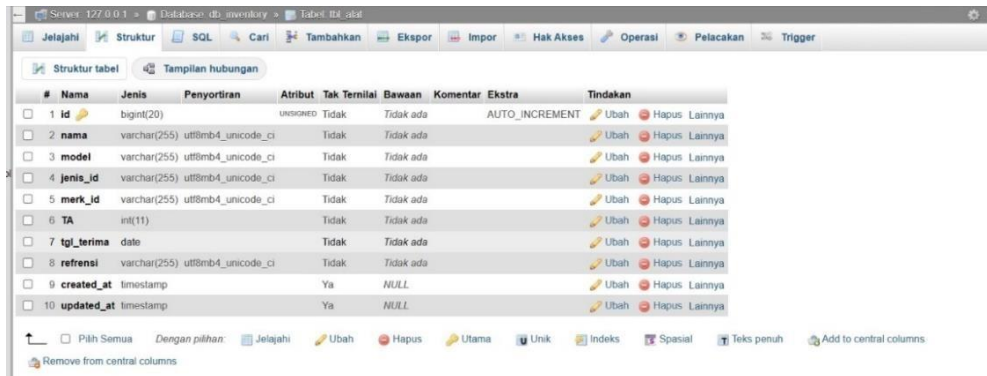 Server: 127.0.0.1 » Database: db_inventory » Tabel: tbl_alat
Jelajahi Struktur SQL Cari Tambahkan Ekspor Impor Hak Akses Operasi Pelacakan Trigger
Struktur tabel Tampilan hubungan
# Nama Jenis Penyortiran Atribut Tak Ternilai Bawaan Komentar Ekstra Tindakan
1 id bigint(20) UNSIGNED Tidak Tidak ada AUTO_INCREMENT Ubah Hapus Lainnya
2 nama varchar(255) utf8mb4_unicode_ci Tidak Tidak ada Ubah Hapus Lainnya
3 model varchar(255) utf8mb4_unicode_ci Tidak Tidak ada Ubah Hapus Lainnya
4 jenis_id varchar(255) utf8mb4_unicode_ci Tidak Tidak ada Ubah Hapus Lainnya
5 merk_id varchar(255) utf8mb4_unicode_ci Tidak Tidak ada Ubah Hapus Lainnya
6 TA int(11) Tidak Tidak ada Ubah Hapus Lainnya
7 tgl_terima date Tidak Tidak ada Ubah Hapus Lainnya
8 refrensi varchar(255) utf8mb4_unicode_ci Tidak Tidak ada Ubah Hapus Lainnya
9 created_at timestamp Ya NULL Ubah Hapus Lainnya
10 updated_at timestamp Ya NULL Ubah Hapus Lainnya
Pilih Semua Dengan pilihan: Jelajahi Ubah Hapus Utama Unik Indeks Spasial Teks penuh Add to central columns
Remove from central columns